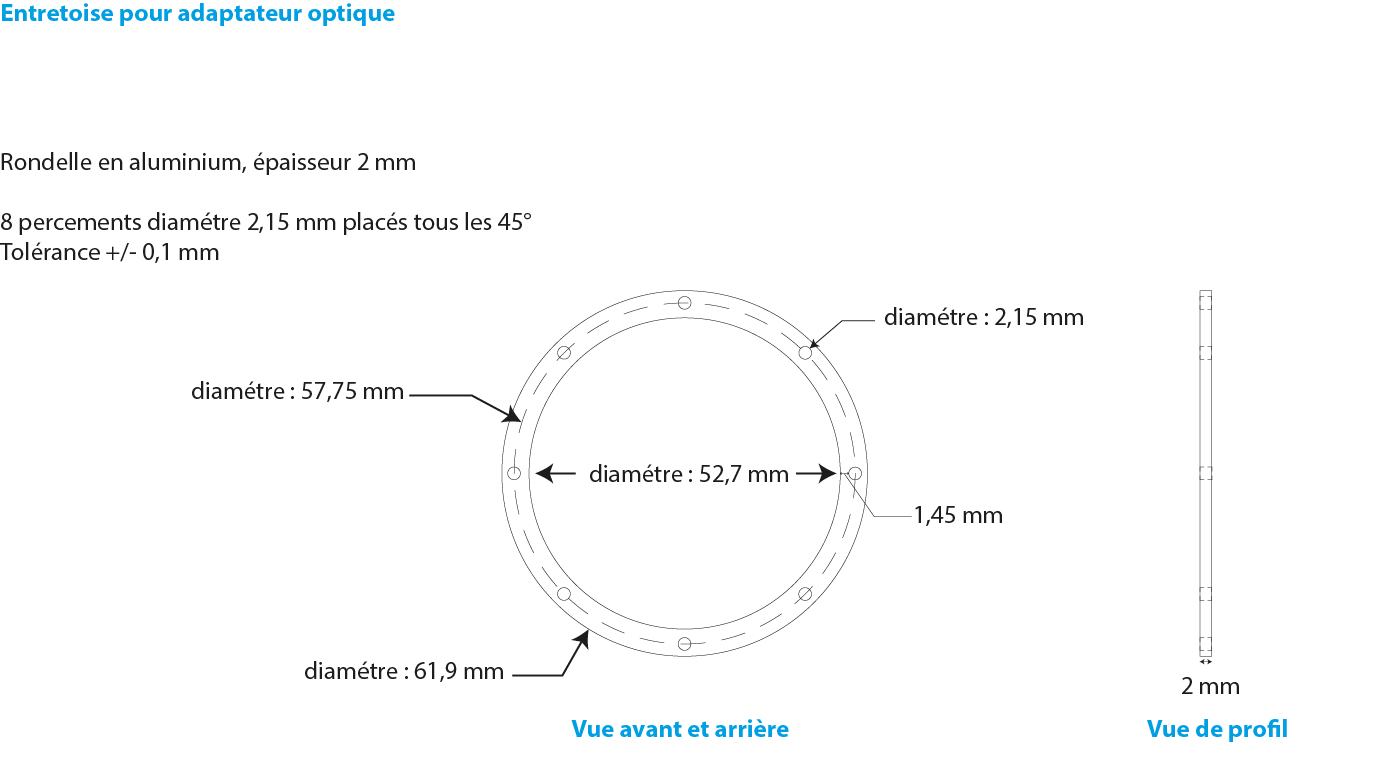 Entretoise pour adaptateur optique
Rondelle en aluminium, épaisseur 2 mm
8 percements diamétre 2,15 mm placés tous les 45°
Tolérance +/- 0,1 mm
diamétre : 2,15 mm
diamétre : 57,75 mm
diamétre : 52,7 mm
1,45 mm
diamétre : 61,9 mm
2 mm
Vue avant et arrière
Vue de profil